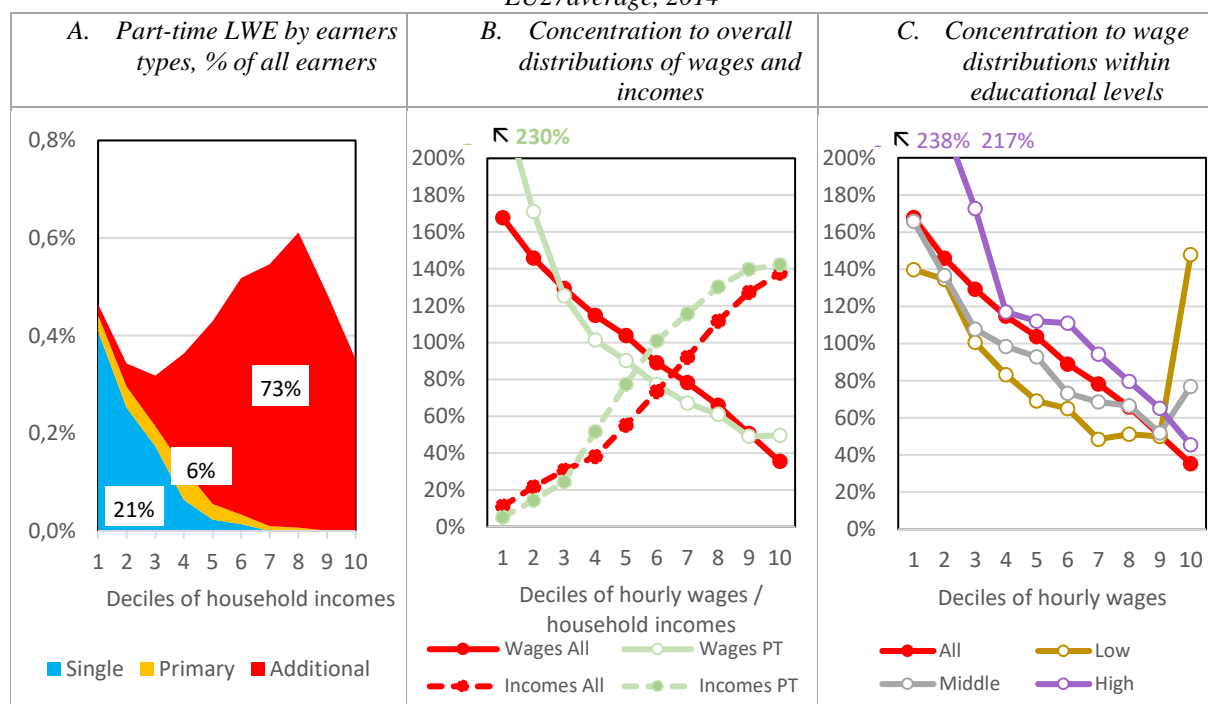 EU27average, 2014
A. Part-time LWE by earners
types, % of all earners
B. Concentration to overall
distributions of wages and
incomes
C. Concentration to wage
distributions within
educational levels
0,8%
0,6%
0,4%
0,2%
0,0%
73%
6%
21%
1 2 3 4 5 6 7 8 9 10
Deciles of household incomes
Single Primary Additional
230%
200%
180%
160%
140%
120%
100%
80%
60%
40%
20%
0%
1 2 3 4 5 6 7 8 9 10
Deciles of hourly wages /
household incomes
Wages All Wages PT
Incomes All Incomes PT
238% 217%
200%
180%
160%
140%
120%
100%
80%
60%
40%
20%
0%
1 2 3 4 5 6 7 8 9 10
Deciles of hourly wages
All Low
Middle High